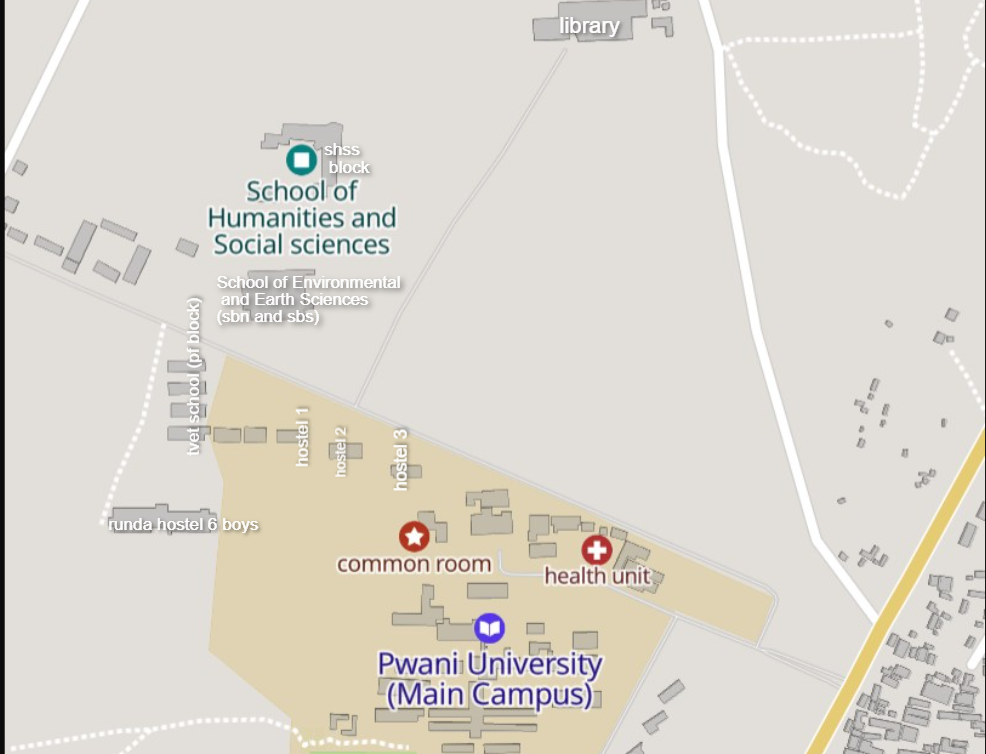 library
shss
block
School of
Humanities and
Social sciences
School of Environmental
and Earth Sciences
(sbn and sbs)
tvet school (pf block)
hostel 1
hostel 2
hostel 3
runda hostel 6 boys
common room
health unit
Pwani University
(Main Campus)